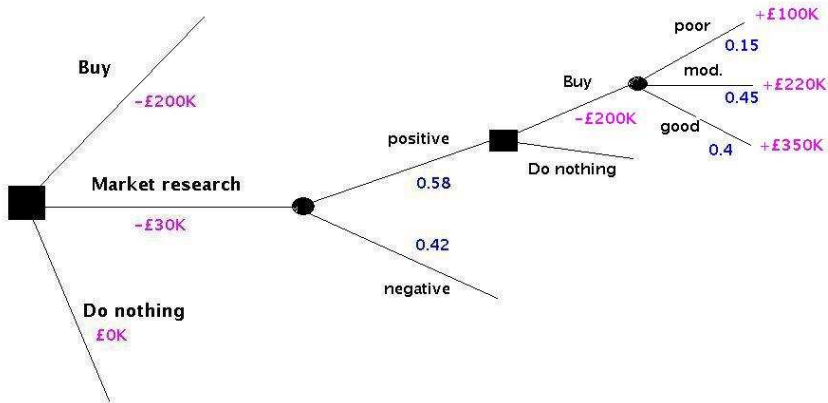 Buy
−£200K
Market research
−£30K
Do nothing
£0K
positive
0.58
0.42
negative
Buy
−£200K
Do nothing
poor
+£100K
0.15
mod.
+£220K
0.45
good
+£350K
0.4